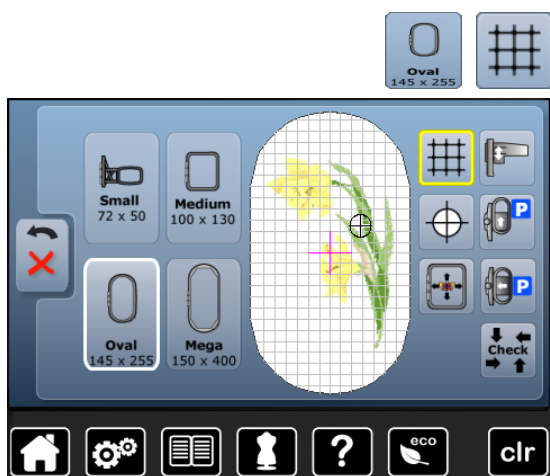 Oval
145 x 255
Small
72 x 50
Medium
100 x 130
P
Oval
145 x 255
Mega
150 x 400
P
Check
?
eco
clr